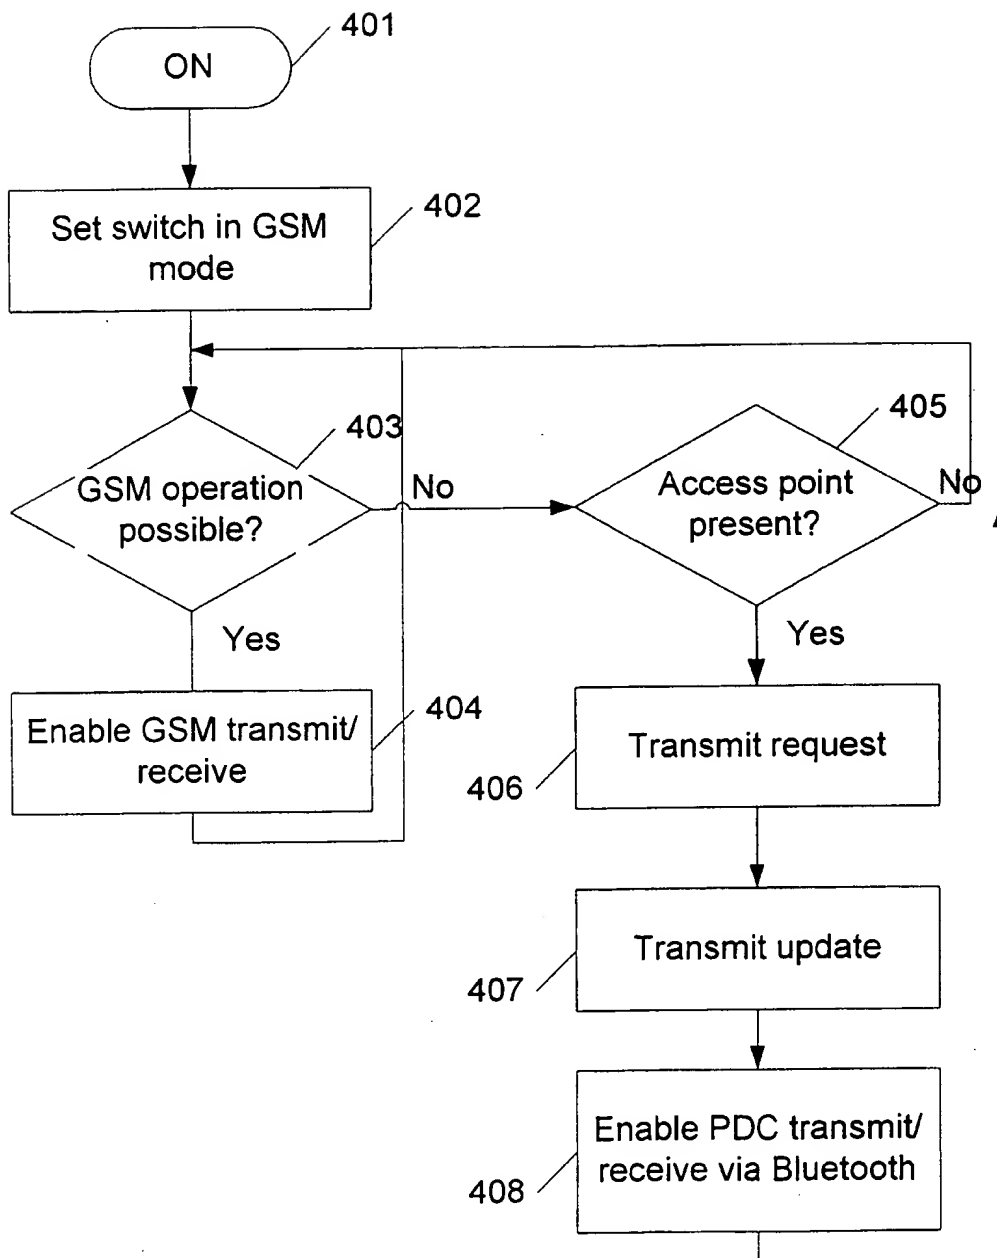 401
ON
402
Set switch in GSM
mode
403
GSM operation
possible?
No
405
Access point
present?
No
Yes
Yes
404
Enable GSM transmit/
receive
Transmit request
406
Transmit update
407
Enable PDC transmit/
receive via Bluetooth
408